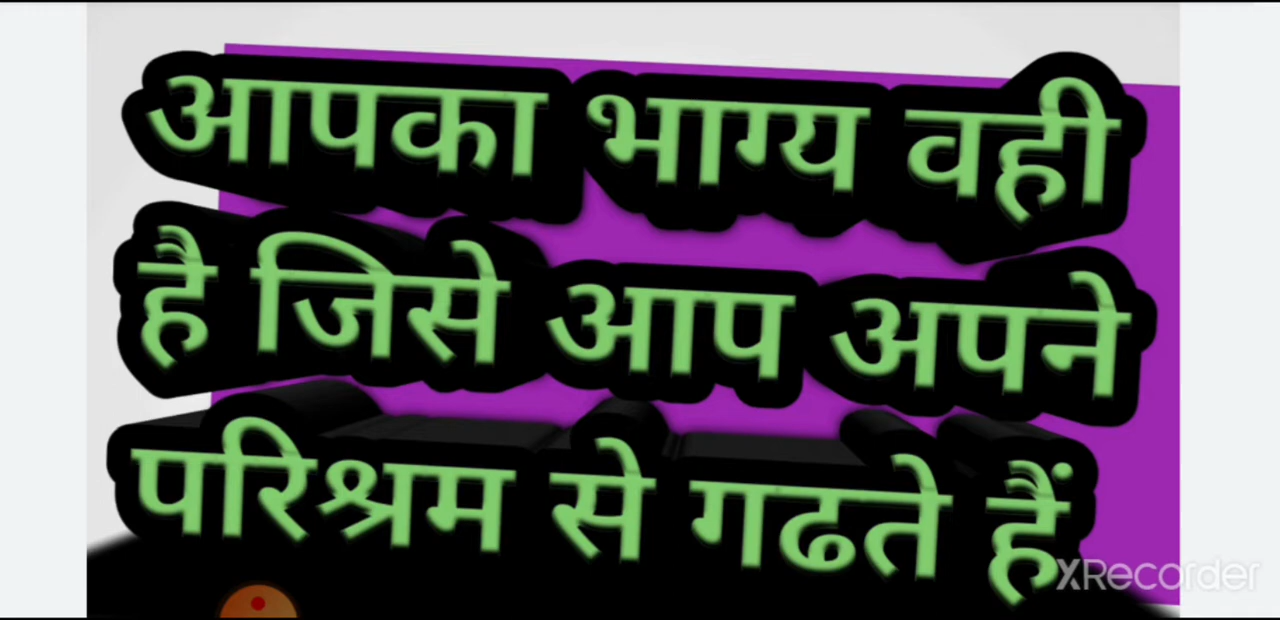 आपका भाग्य वही
है जिसे आप अपने
परिश्रम से गढते हैं
XRecorder